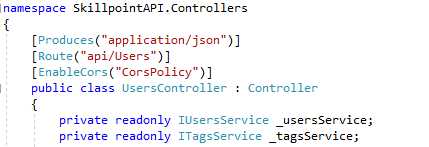 namespace SkillpointAPI.Controllers
{
[Produces("application/json")]
[Route("api/Users")]
[EnableCors("CorsPolicy")]
public class UsersController : Controller
{
private readonly IUsersService _usersService;
private readonly ITagsService _tagsService;